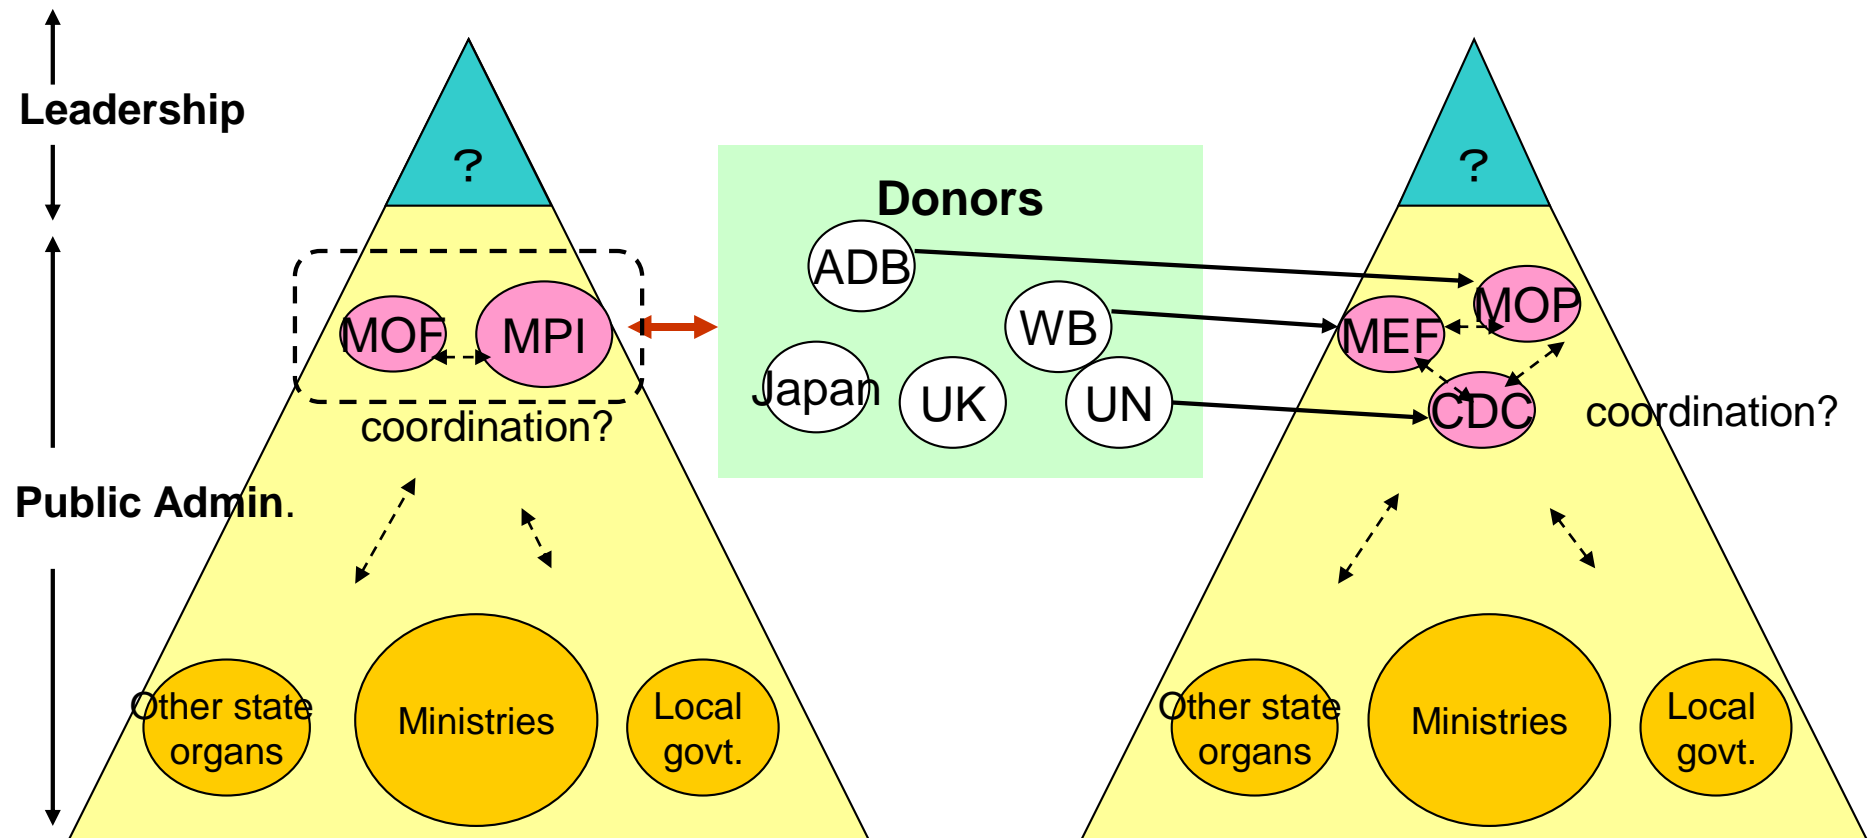 Leadership
?
?
Donors
ADB
MOP
MOF
MPI
WB
MEF
Japan
UK
UN
CDC
coordination?
coordination?
Public Admin.
Other state
organs
Ministries
Local
govt.
Other state
organs
Ministries
Local
govt.